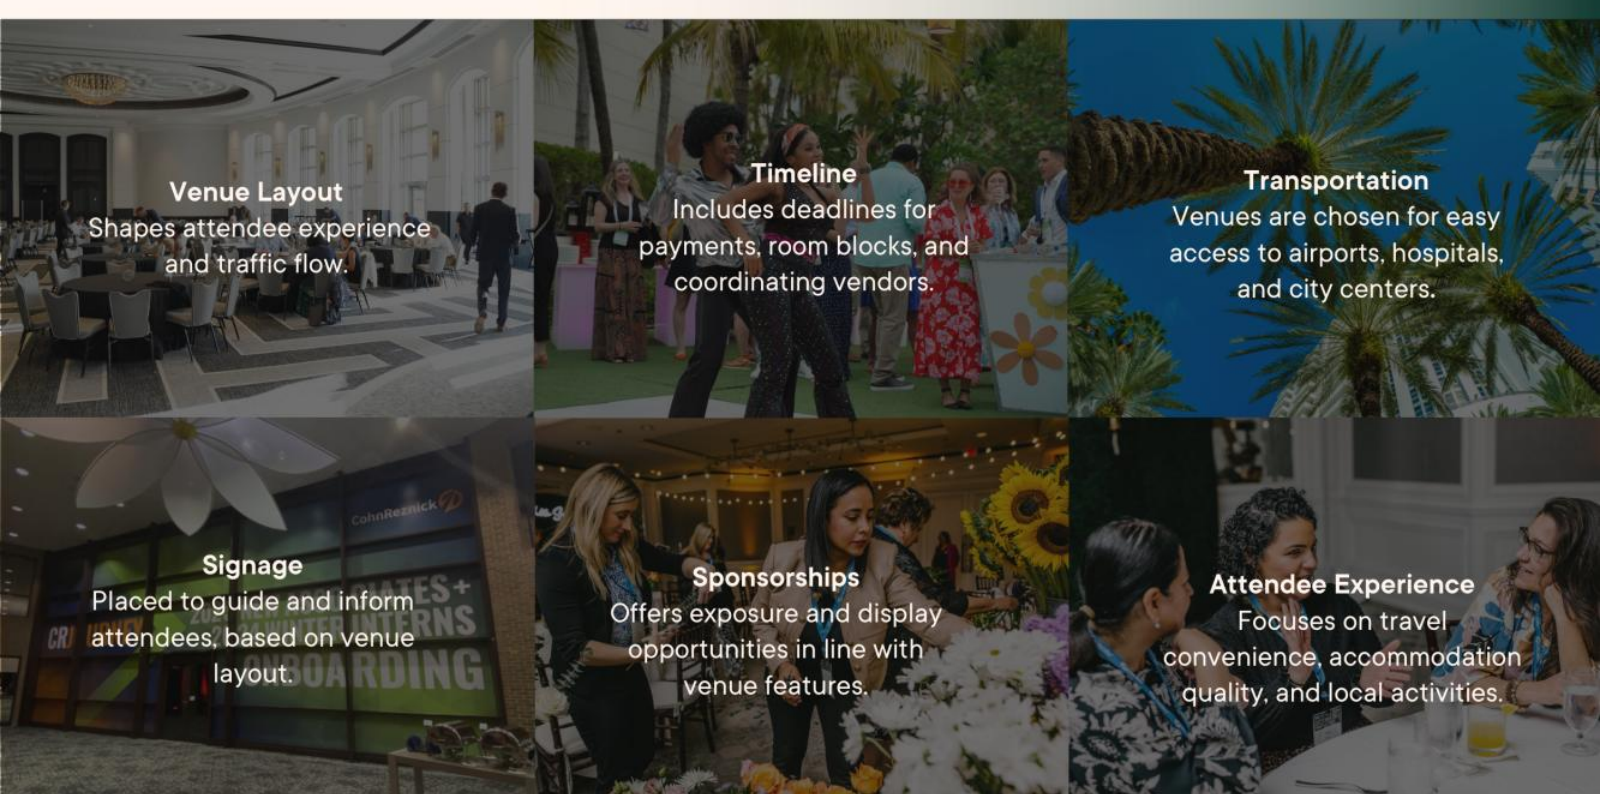 Venue Layout
Shapes attendee experience
and traffic flow.
Timeline
Includes deadlines for
payments, room blocks, and
coordinating vendors.
Transportation
Venues are chosen for easy
access to airports, hospitals,
and city centers.
CohnReznick
Signage
Placed to guide and inform
attendees, based on venue
layout.
INTERNS
Sponsorships
Offers exposure and display
opportunities in line with
venue features.
Attendee Experience
Focuses on travel
convenience, accommodation
quality, and local activities.